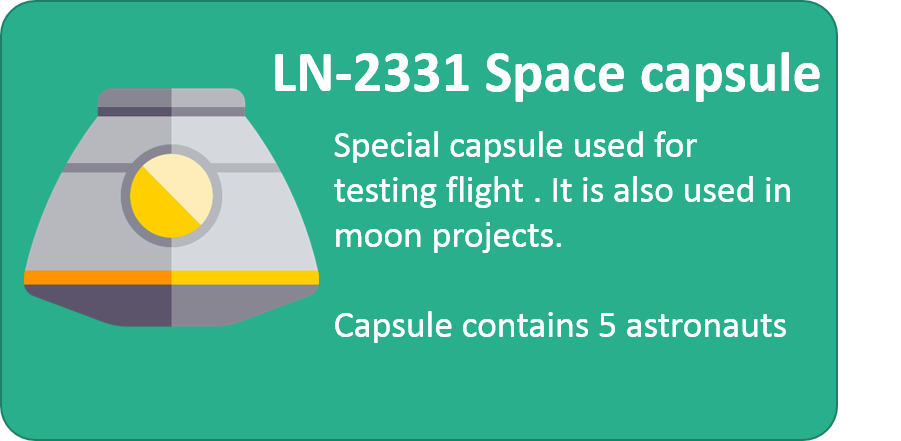 LN-2331 Space capsule
Special capsule used for
testing flight . It is also used in
moon projects.
Capsule contains 5 astronauts